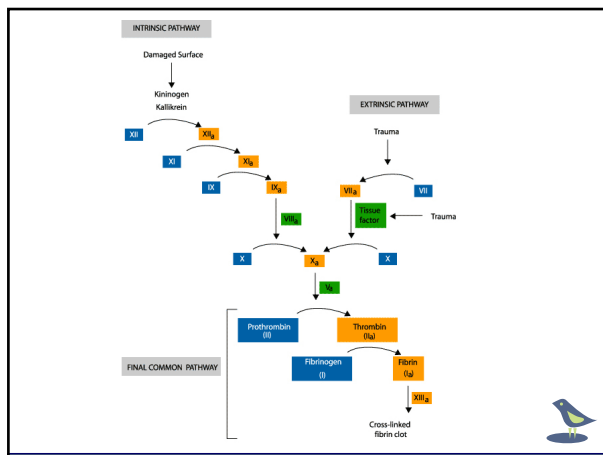 INTRINSIC PATHWAY
Damaged Surface
Kininogen
Kallikrein
EXTRINSIC PATHWAY
Trauma
XII
XIIa
XI
XIa
IX
IXa
VIIa
VII
VIIIa
Tissue
factor
Trauma
X
Xa
X
Va
Prothrombin
(II)
Thrombin
(IIa)
FINAL COMMON PATHWAY
Fibrinogen
(I)
Fibrin
(Ia)
XIIIa
Cross-linked
fibrin clot